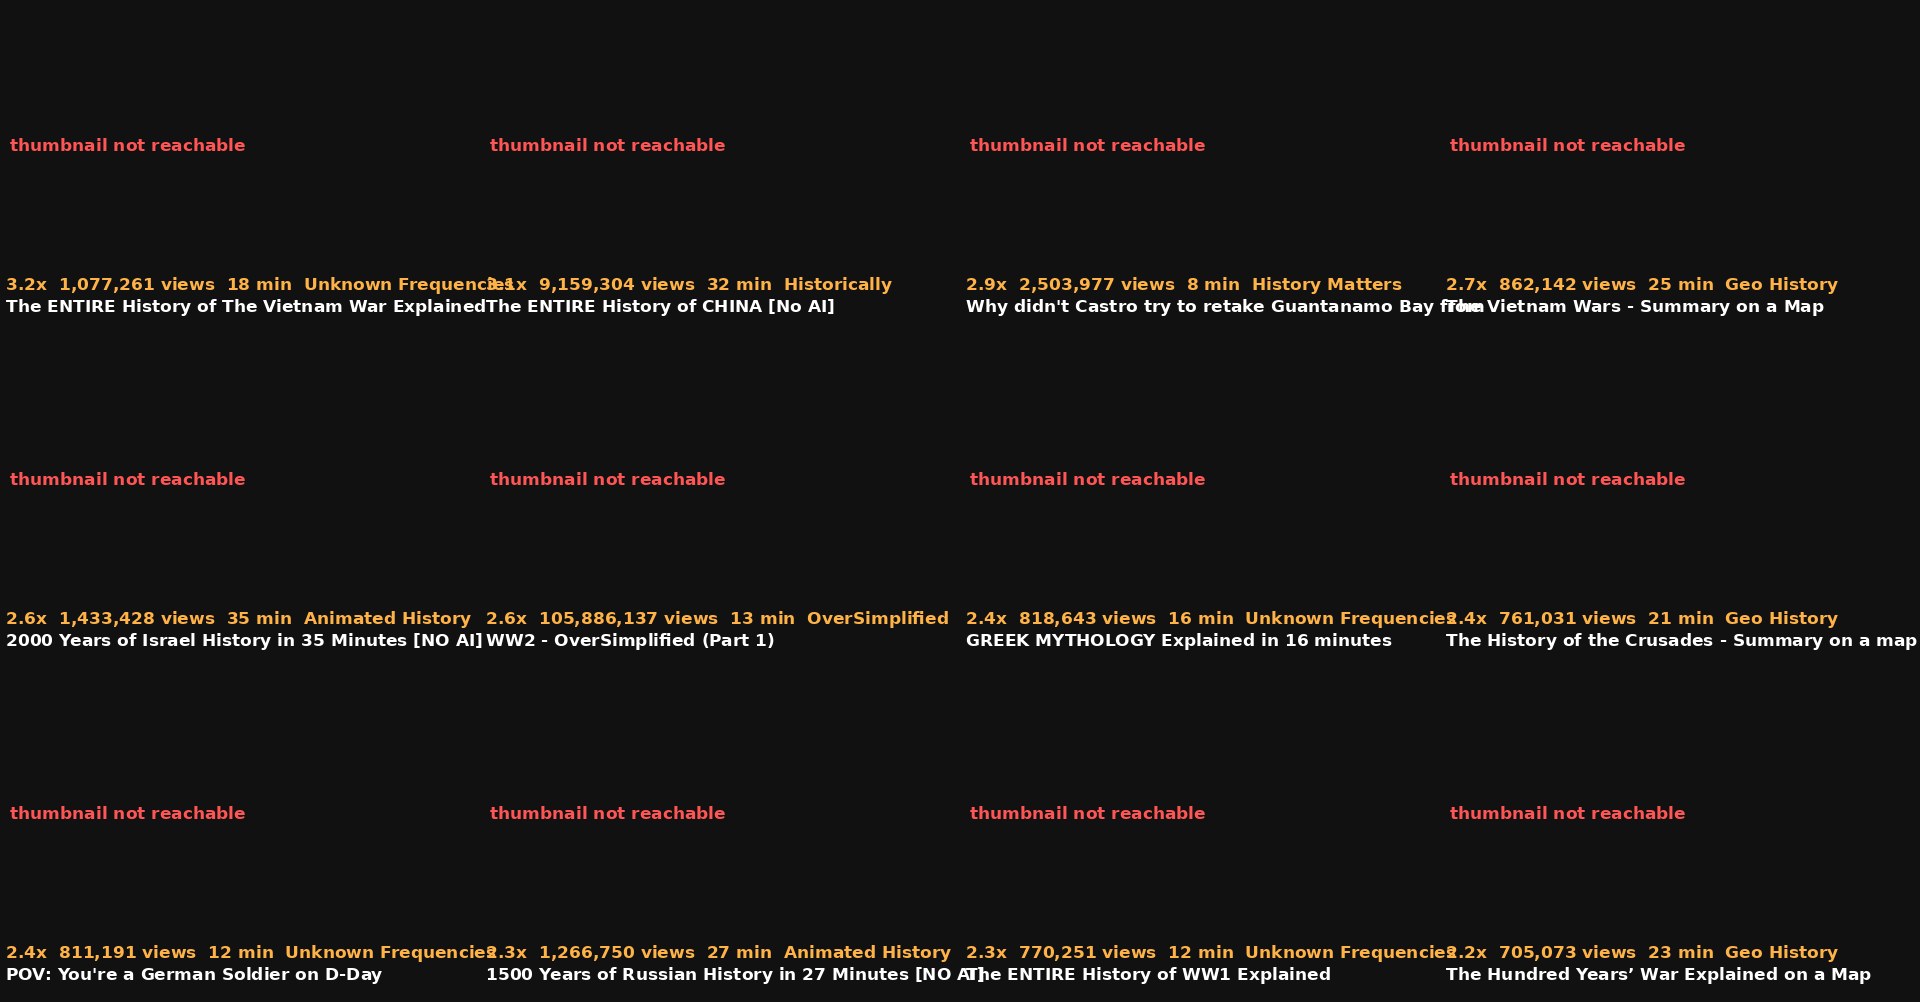 thumbnail not reachable
thumbnail not reachable
thumbnail not reachable
thumbnail not reachable
3.2x 1,077,261 views 18 min Unknown Frequencies
The ENTIRE History of The Vietnam War Explained
3.1x 9,159,304 views 32 min Historically
The ENTIRE History of CHINA [No AI]
2.9x 2,503,977 views 8 min History Matters
Why didn't Castro try to retake Guantanamo Bay from
2.7x 862,142 views 25 min Geo History
The Vietnam Wars - Summary on a Map
thumbnail not reachable
thumbnail not reachable
thumbnail not reachable
thumbnail not reachable
2.6x 1,433,428 views 35 min Animated History
2000 Years of Israel History in 35 Minutes [NO AI]
2.6x 105,886,137 views 13 min OverSimplified
WW2 - OverSimplified (Part 1)
2.4x 818,643 views 16 min Unknown Frequencies
GREEK MYTHOLOGY Explained in 16 minutes
2.4x 761,031 views 21 min Geo History
The History of the Crusades - Summary on a map
thumbnail not reachable
thumbnail not reachable
thumbnail not reachable
thumbnail not reachable
2.4x 811,191 views 12 min Unknown Frequencies
POV: You're a German Soldier on D-Day
2.3x 1,266,750 views 27 min Animated History
1500 Years of Russian History in 27 Minutes [NO AI]
2.3x 770,251 views 12 min Unknown Frequencies
The ENTIRE History of WW1 Explained
2.2x 705,073 views 23 min Geo History
The Hundred Years’ War Explained on a Map